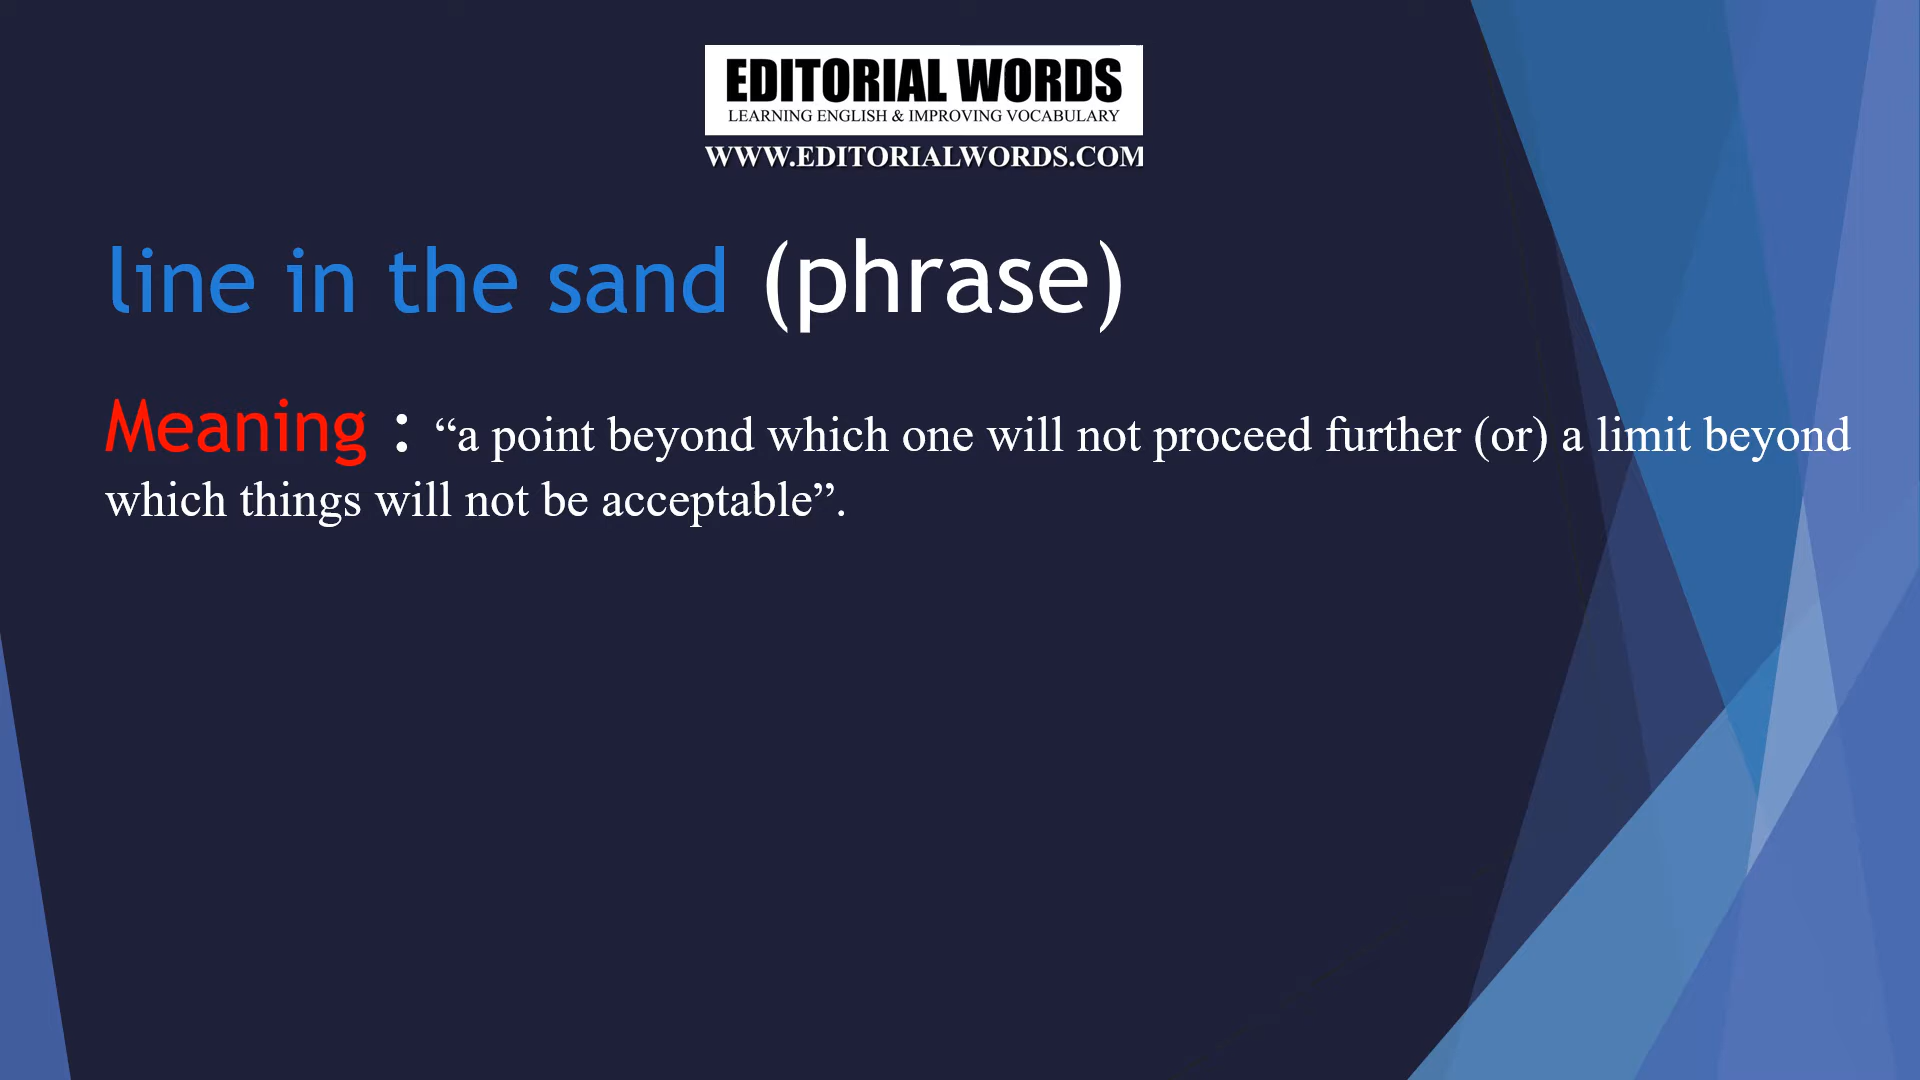 EDITORIAL WORDS
LEARNING ENGLISH & IMPROVING VOCABULARY
WWW.EDITORIALWORDS.COM
line in the sand (phrase)
Meaning : “a point beyond which one will not proceed further (or) a limit beyond
which things will not be acceptable”.